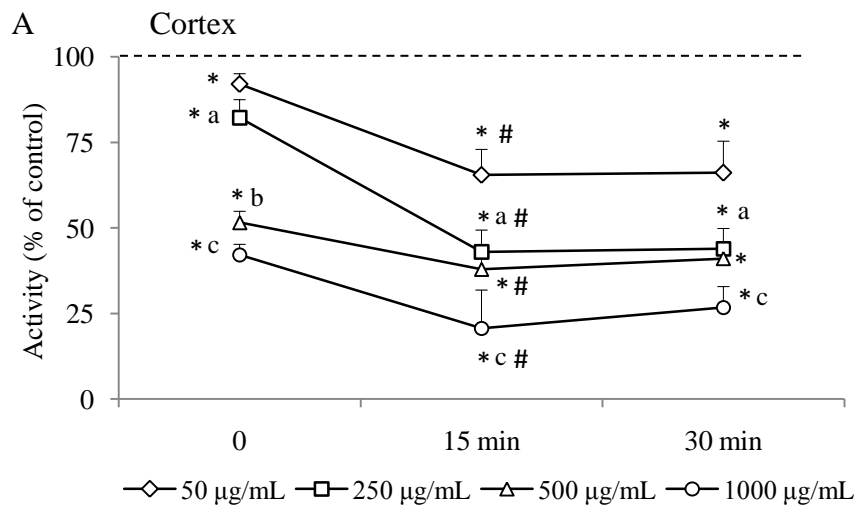 A Cortex
100
75
50
25
0
Activity (% of control)
*
* a
* b
* c
* #
* a #
* #
* c #
*
* a
*
* c
0 15 min 30 min
50 μg/mL 250 μg/mL 500 μg/mL 1000 μg/mL